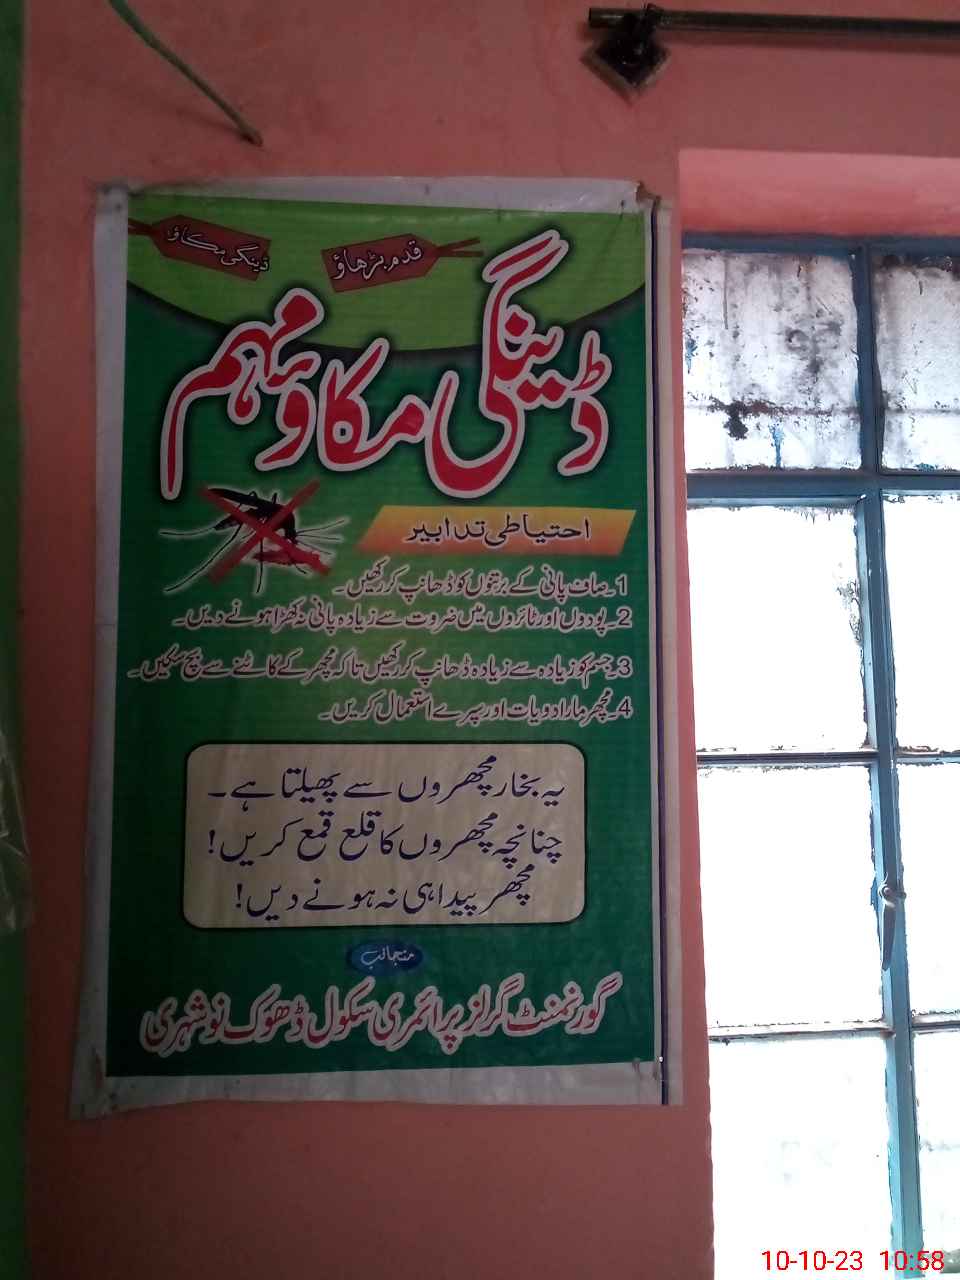 قدم بڑھاؤ
ڈینگی مکاؤ
ڈینگی مکاو مہم
احتیاطی تدابیر
1۔ صاف پانی کے برتنوں کو ڈھانپ کر رکھیں۔
2۔ پودوں اور ٹائروں میں ضرورت سے زیادہ پانی نہ کھڑا ہونے دیں۔
3۔ جسم کو زیادہ سے زیادہ ڈھانپ کر رکھیں تاکہ مچھر کے کاٹنے سے بچ سکیں۔
4۔ مچھر مار ادویات اور سپرے استعمال کریں۔
یہ بخار مچھروں سے پھیلتا ہے۔
چنانچہ مچھروں کا قلع قمع کریں!
مچھر پیدا ہی نہ ہونے دیں!
منجانب
گورنمنٹ گرلز پرائمری سکول ڈھوک نوشہری
10-10-23 10:58